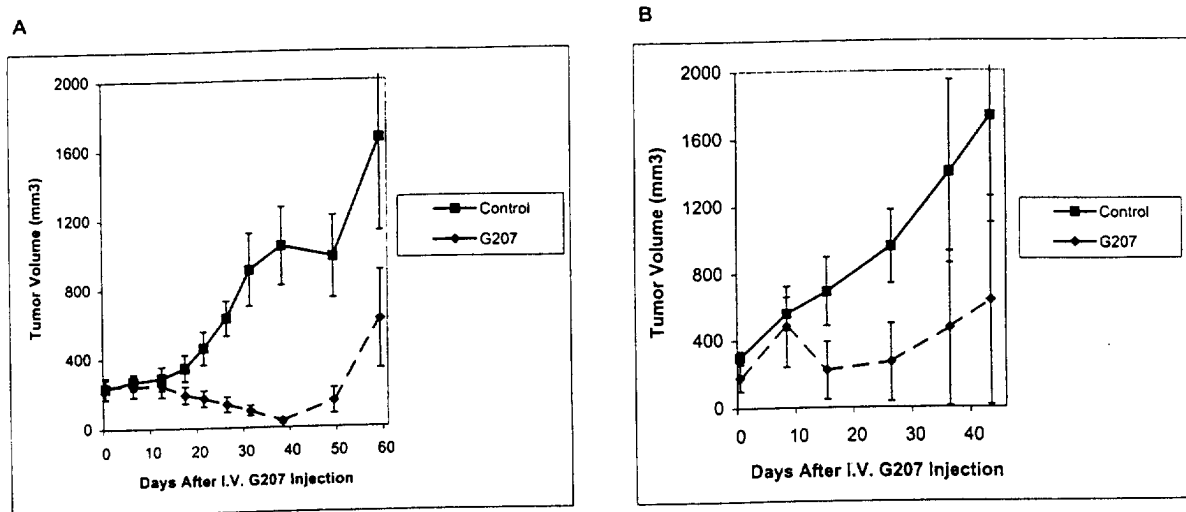 A
2000
1600
1200
800
400
0
Tumor Volume (mm3)
0 10 20 30 40 50 60
Days After I.V. G207 Injection
Control
G207
B
2000
1600
1200
800
400
0
Tumor Volume (mm3)
0 10 20 30 40
Days After I.V. G207 Injection
Control
G207